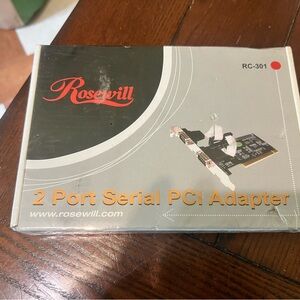 RC-301
Rosewill
2 Port Serial PCI Adapter
www.rosewill.com